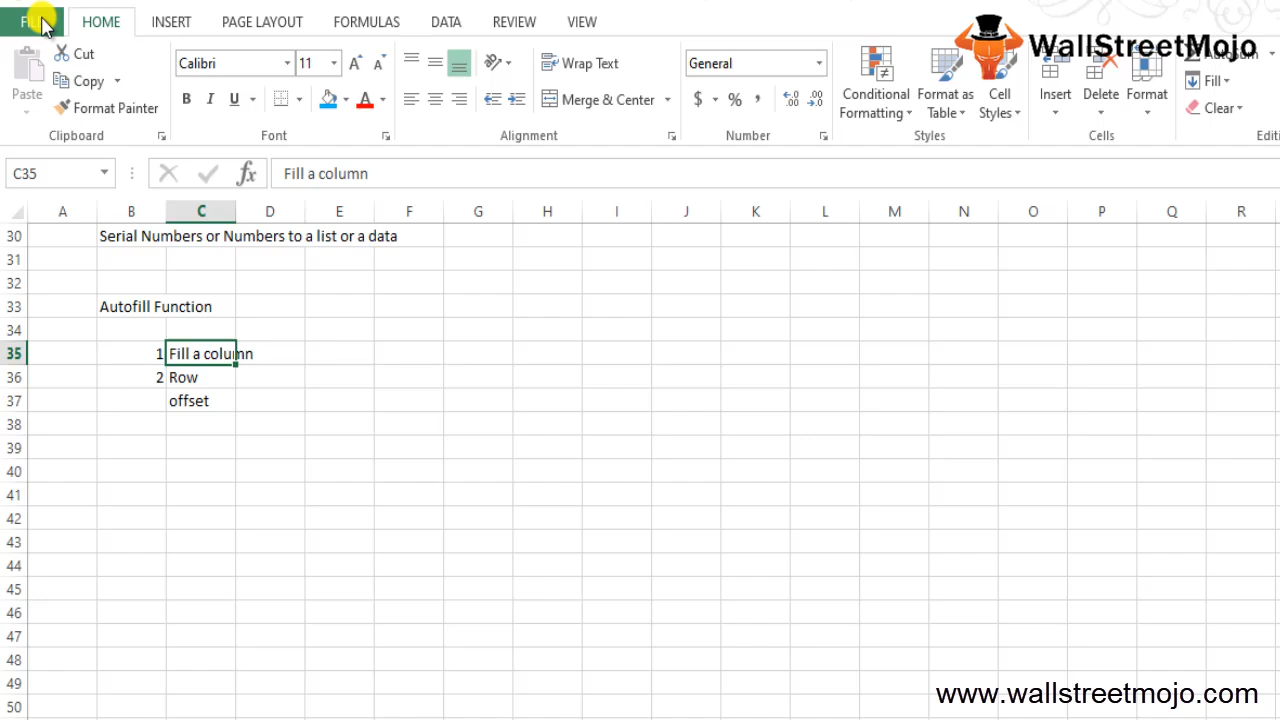 HOME INSERT PAGE LAYOUT FORMULAS DATA REVIEW VIEW
WallStreetMojo
Cut
Copy
Format Painter
Paste
Clipboard
Calibri 11
B I U
Font
Wrap Text
Merge & Center
Alignment
General
$ % ,
Number
Conditional Formatting
Format as Table
Cell Styles
Styles
Insert Delete Format
Cells
Fill
Clear
C35 fx Fill a column
A B C D E F G H I J K L M N O P Q R
30 Serial Numbers or Numbers to a list or a data
31
32
33 Autofill Function
34
35 1 Fill a column
36 2 Row
37 offset
38
39
40
41
42
43
44
45
46
47
48
49
50
www.wallstreetmojo.com